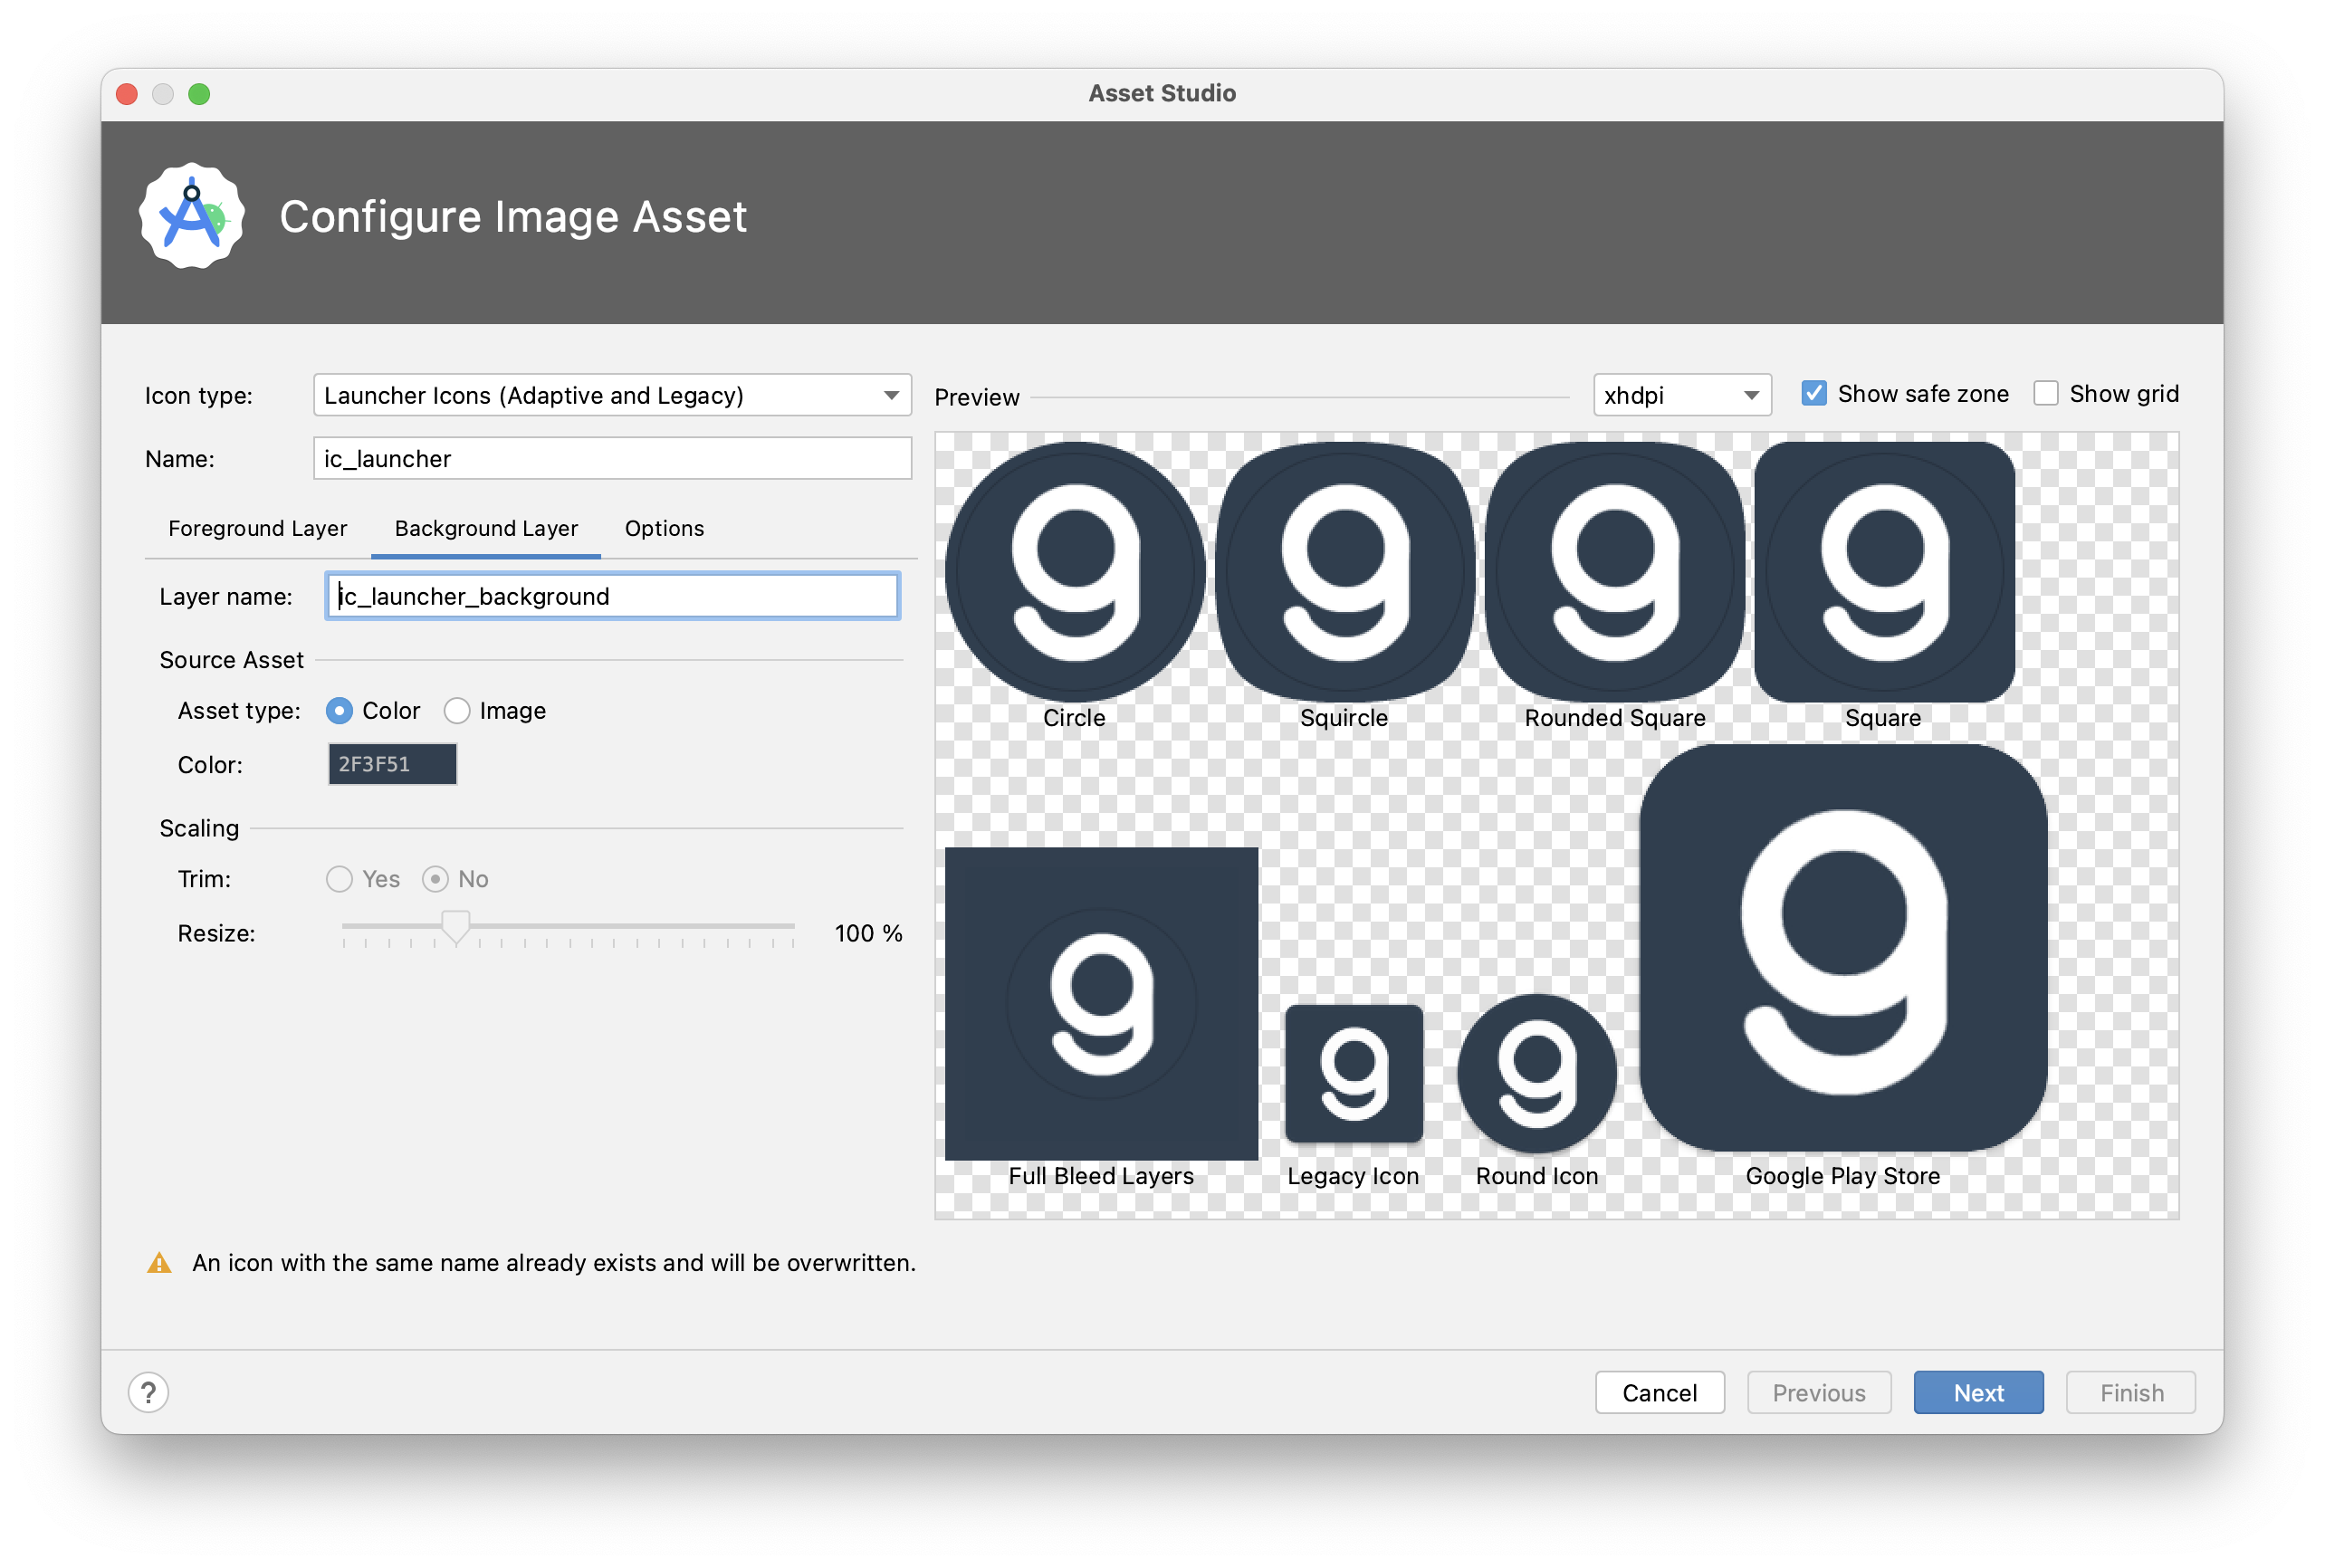 Asset Studio
Configure Image Asset
Icon type: Launcher Icons (Adaptive and Legacy)
Name: ic_launcher
Foreground Layer Background Layer Options
Layer name: ic_launcher_background
Source Asset
Asset type: Color Image
Color: 2F3F51
Scaling
Trim: Yes No
Resize: 100 %
Preview xhdpi Show safe zone Show grid
g g g g
Circle Squircle Rounded Square Square
g g g g
Full Bleed Layers Legacy Icon Round Icon Google Play Store
An icon with the same name already exists and will be overwritten.
? Cancel Previous Next Finish